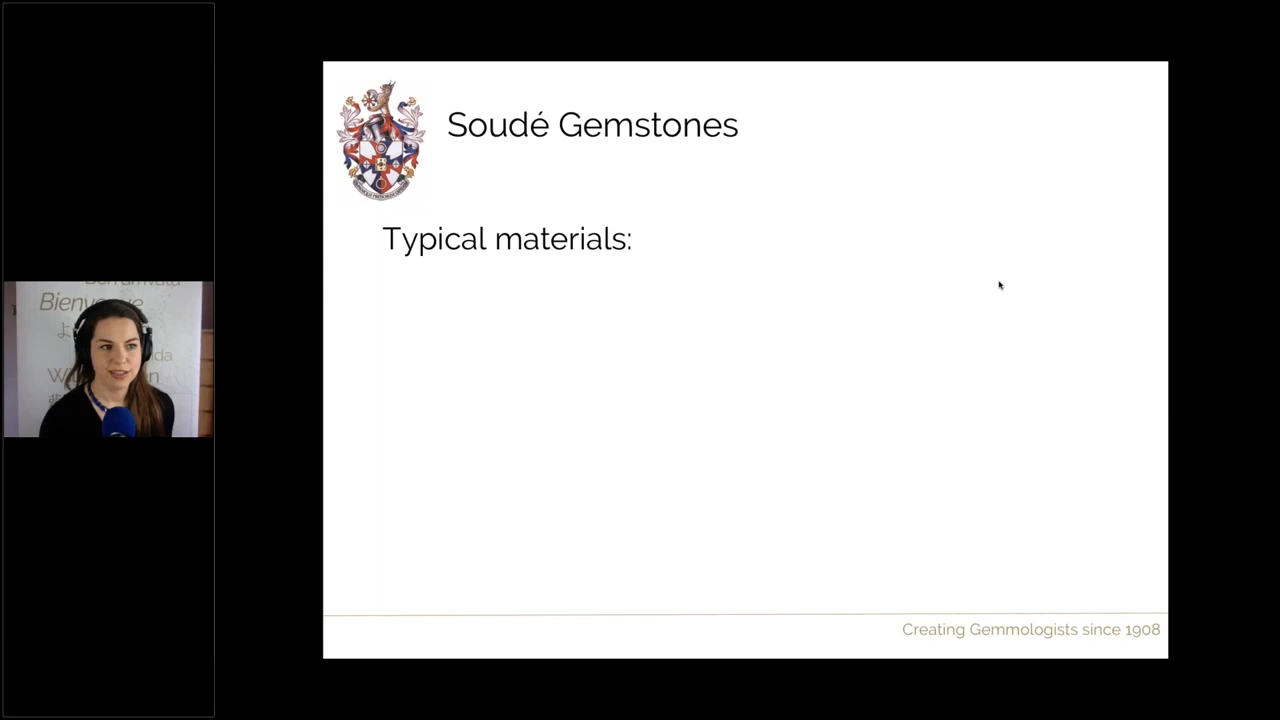 Soudé Gemstones
Typical materials:
Creating Gemmologists since 1908
Bienvenue